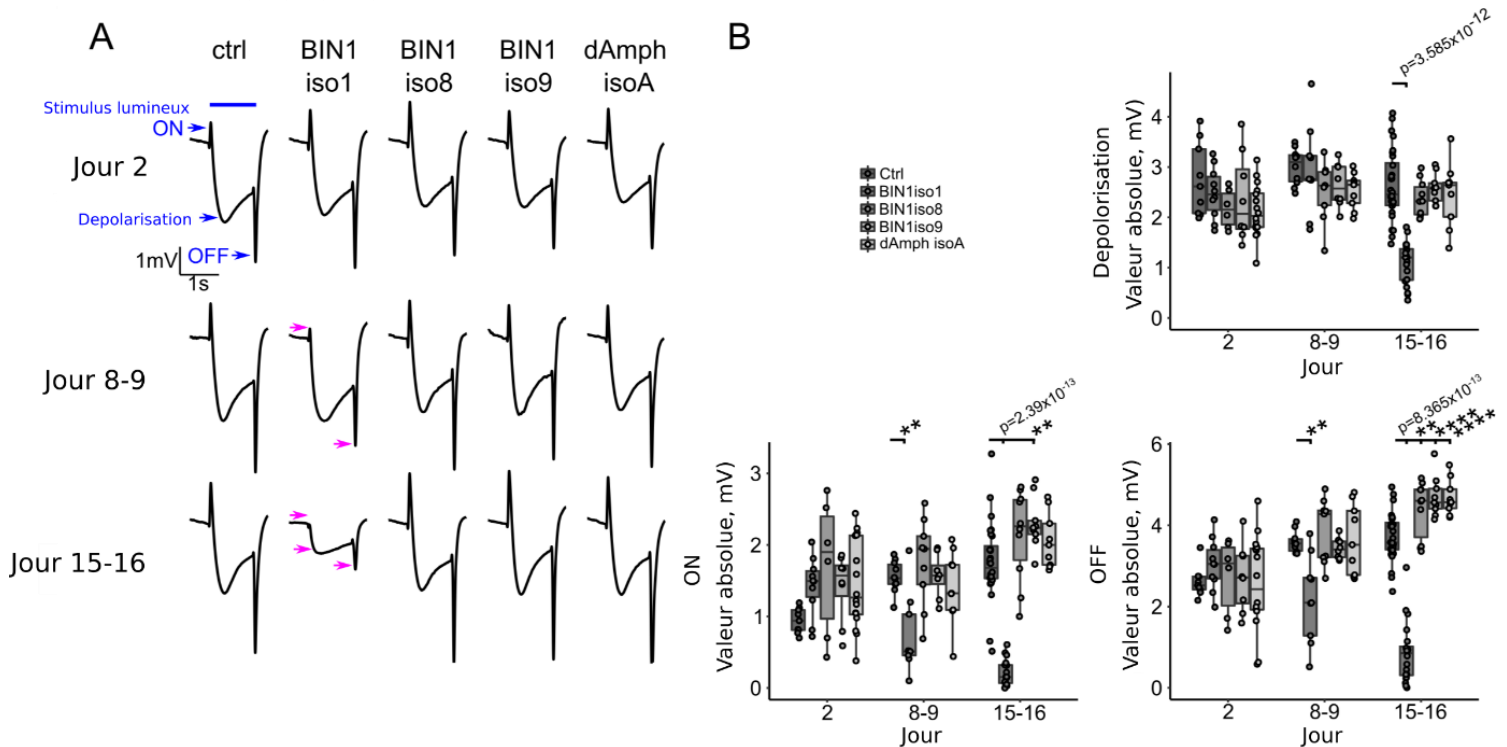 A
ctrl
BIN1
iso1
BIN1
iso8
BIN1
iso9
dAmph
isoA
Stimulus lumineux
ON
Jour 2
Depolarisation
OFF
1mV
1s
Jour 8-9
Jour 15-16
B
Ctrl
BIN1iso1
BIN1iso8
BIN1iso9
dAmph isoA
p=3.585x10⁻¹²
Depolorisation
Valeur absolue, mV
4
3
2
1
0
2
8-9
15-16
Jour
**
p=2.39x10⁻¹³
**
ON
Valeur absolue, mV
3
2
1
0
2
8-9
15-16
Jour
**
p=8.365x10⁻¹³
**
****
****
OFF
Valeur absolue, mV
6
4
2
0
2
8-9
15-16
Jour